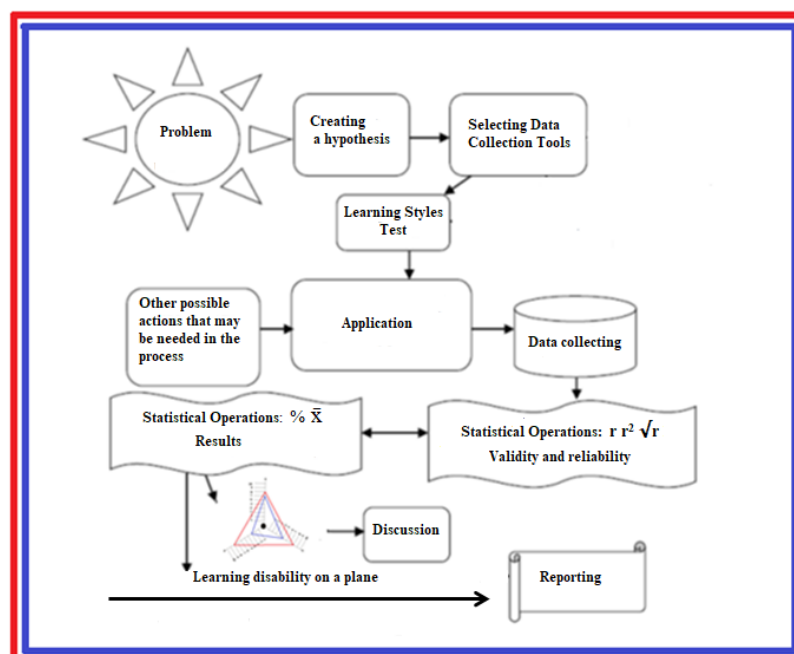 Problem
Creating
a hypothesis
Selecting Data
Collection Tools
Learning Styles
Test
Other possible
actions that may
be needed in the
process
Application
Data collecting
Statistical Operations: % X̄
Results
Statistical Operations: r r² √r
Validity and reliability
Discussion
Learning disability on a plane
Reporting